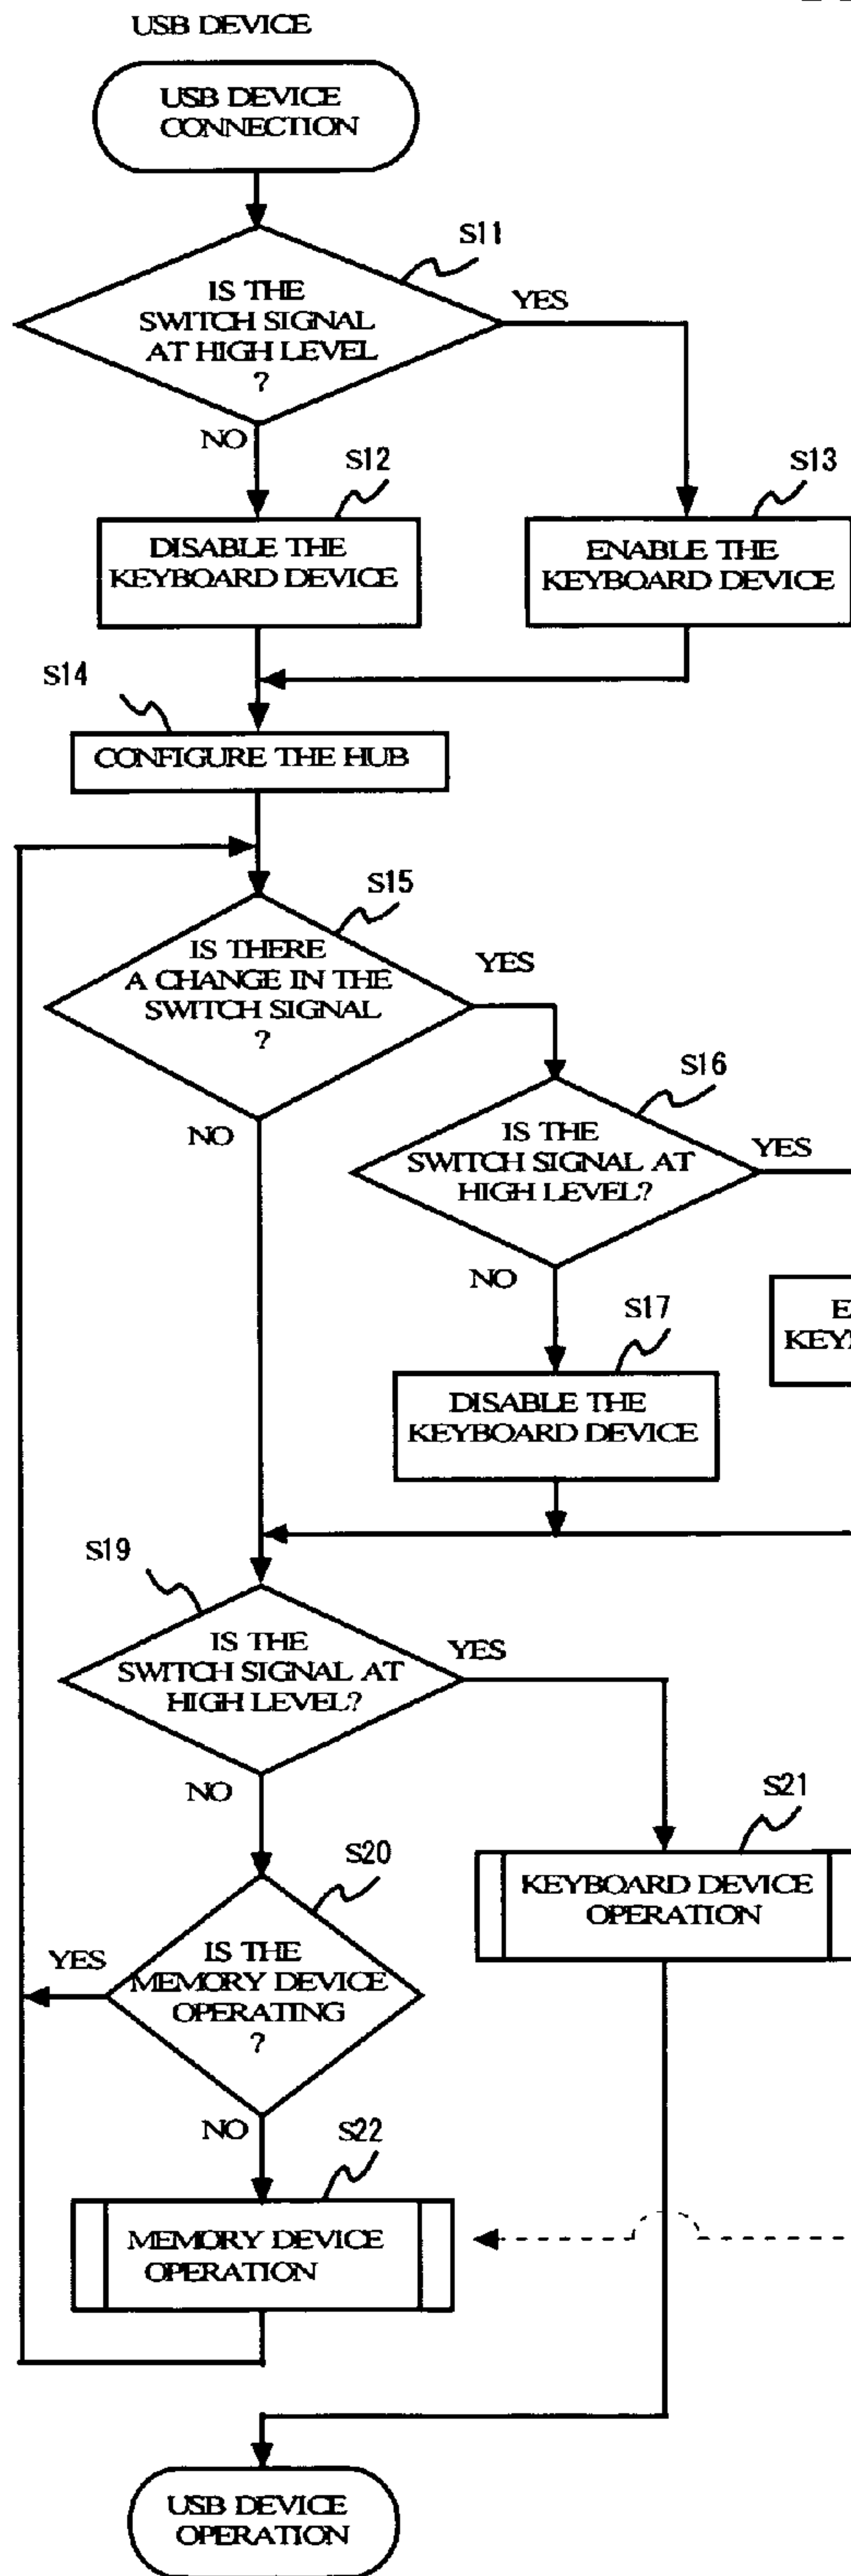 USB DEVICE
USB DEVICE
CONNECTION
S11
IS THE
SWITCH SIGNAL
AT HIGH LEVEL
?
YES
NO
S12
S13
DISABLE THE
KEYBOARD DEVICE
ENABLE THE
KEYBOARD DEVICE
S14
CONFIGURE THE HUB
S15
IS THERE
A CHANGE IN THE
SWITCH SIGNAL
?
YES
NO
S16
IS THE
SWITCH SIGNAL AT
HIGH LEVEL?
YES
NO
S17
DISABLE THE
KEYBOARD DEVICE
S19
IS THE
SWITCH SIGNAL AT
HIGH LEVEL?
YES
NO
S20
S21
KEYBOARD DEVICE
OPERATION
IS THE
MEMORY DEVICE
OPERATING
?
YES
NO
S22
MEMORY DEVICE
OPERATION
USB DEVICE
OPERATION